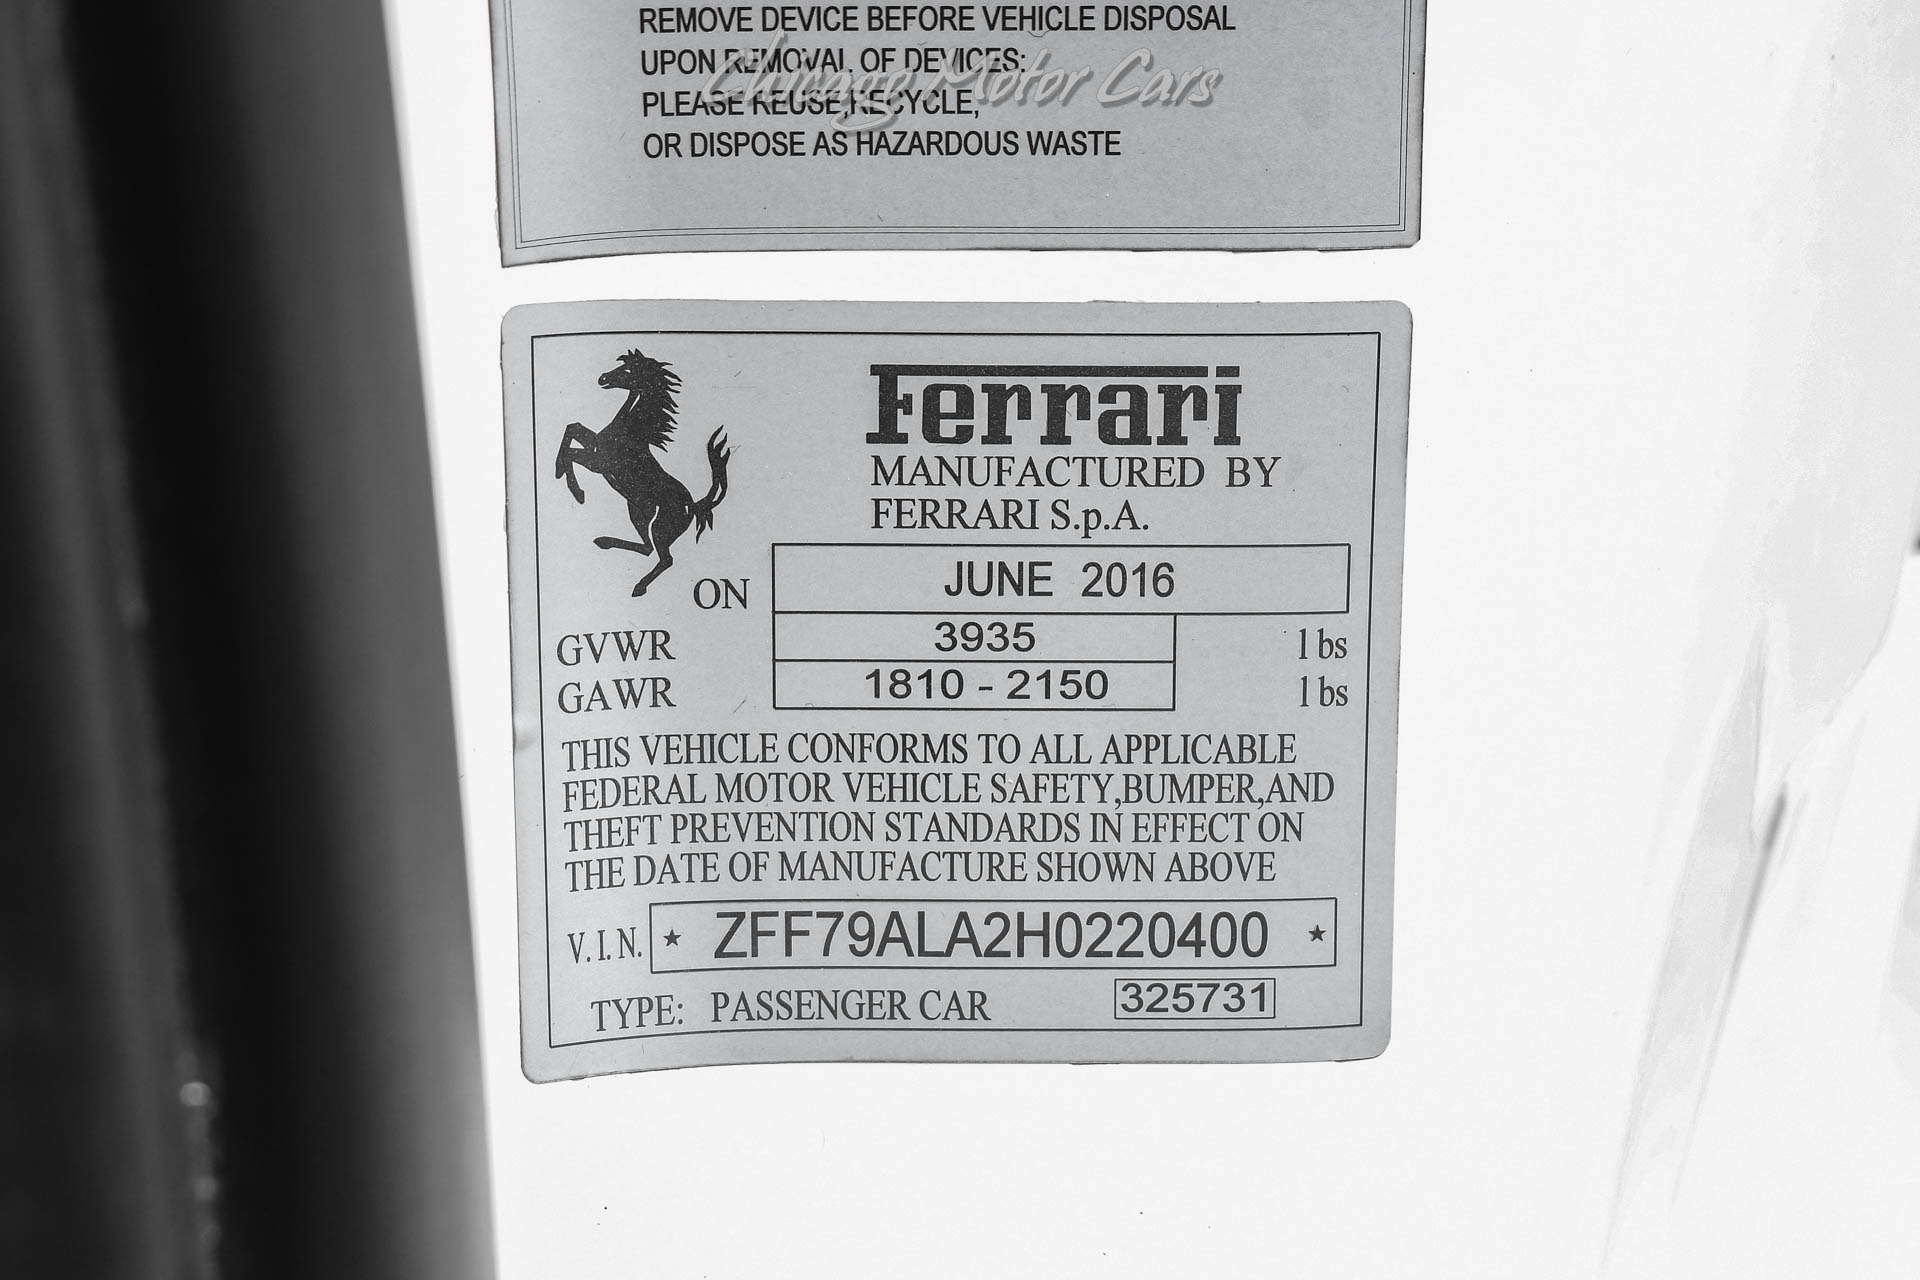 REMOVE DEVICE BEFORE VEHICLE DISPOSAL
UPON REMOVAL OF DEVICES:
Chicago Motor Cars
PLEASE REUSE,RECYCLE,
OR DISPOSE AS HAZARDOUS WASTE
Ferrari
MANUFACTURED BY
FERRARI S.p.A.
ON JUNE 2016
GVWR 3935 lbs
GAWR 1810 - 2150 lbs
THIS VEHICLE CONFORMS TO ALL APPLICABLE
FEDERAL MOTOR VEHICLE SAFETY,BUMPER,AND
THEFT PREVENTION STANDARDS IN EFFECT ON
THE DATE OF MANUFACTURE SHOWN ABOVE
V.I.N. ★ ZFF79ALA2H0220400 ★
TYPE: PASSENGER CAR 325731